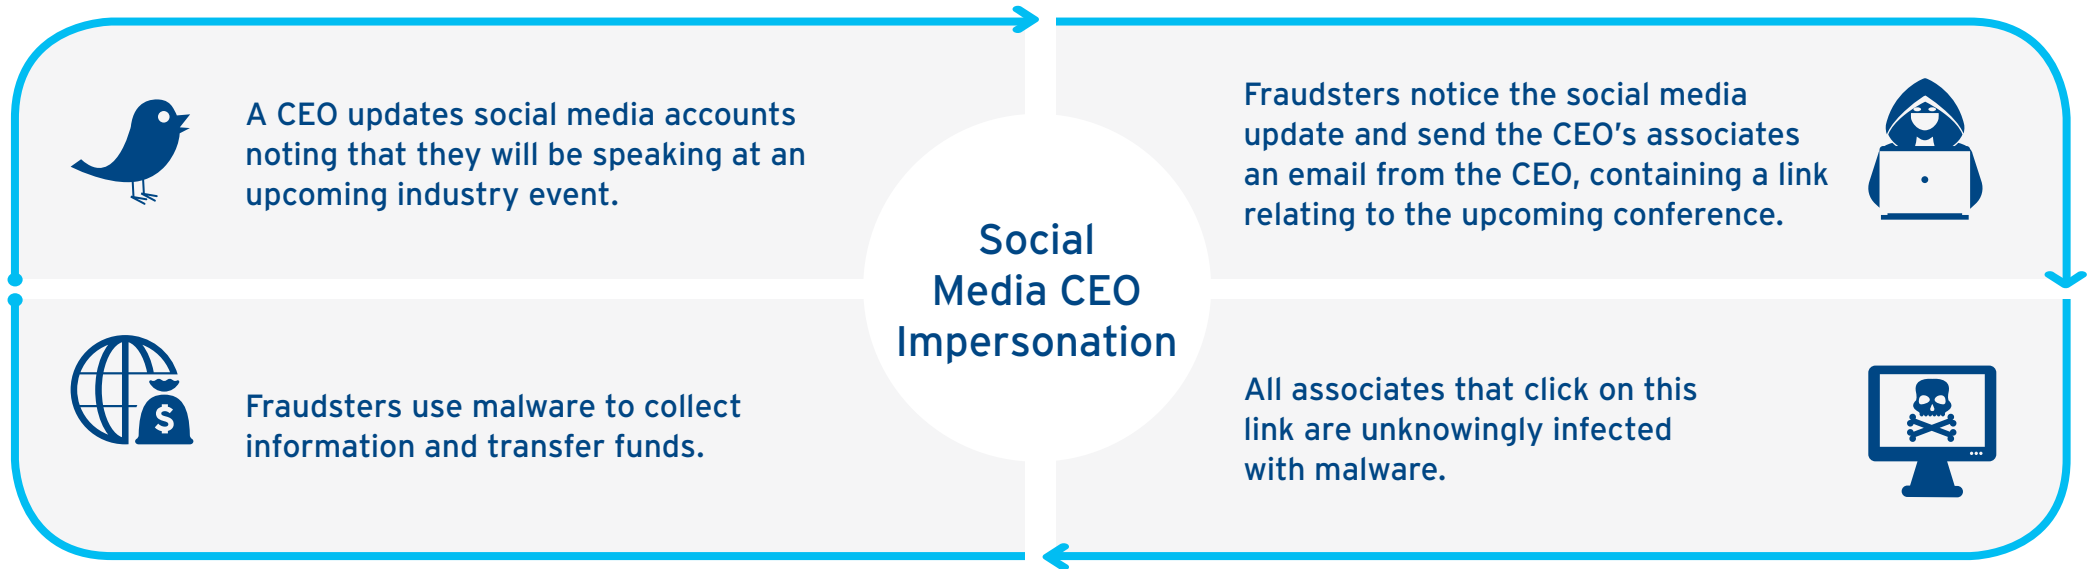 A CEO updates social media accounts
noting that they will be speaking at an
upcoming industry event.
Fraudsters notice the social media
update and send the CEO’s associates
an email from the CEO, containing a link
relating to the upcoming conference.
Social
Media CEO
Impersonation
All associates that click on this
link are unknowingly infected
with malware.
$
Fraudsters use malware to collect
information and transfer funds.